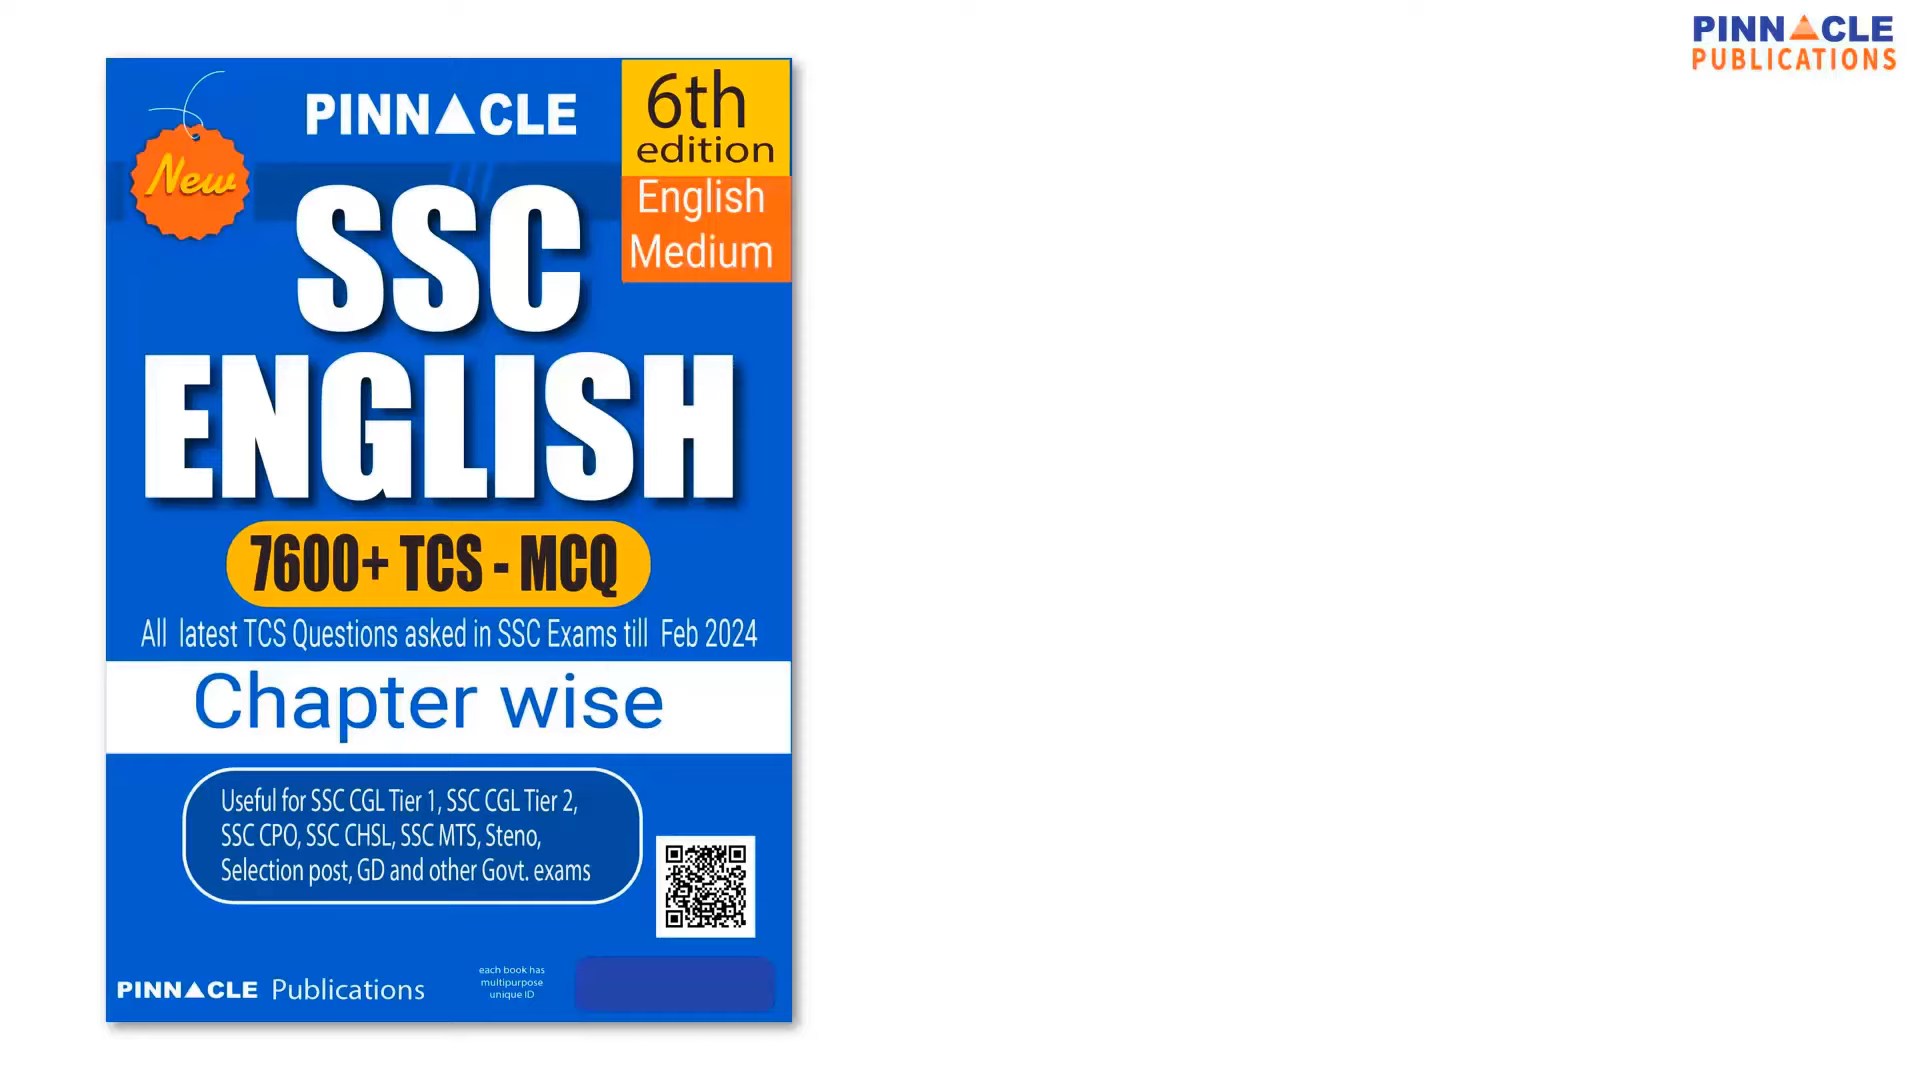 PINNACLE
PUBLICATIONS
PINNACLE
6th
edition
English
Medium
New
SSC
ENGLISH
7600+ TCS - MCQ
All latest TCS Questions asked in SSC Exams till Feb 2024
Chapter wise
Useful for SSC CGL Tier 1, SSC CGL Tier 2,
SSC CPO, SSC CHSL, SSC MTS, Steno,
Selection post, GD and other Govt. exams
PINNACLE Publications
each book has
multipurpose
unique ID